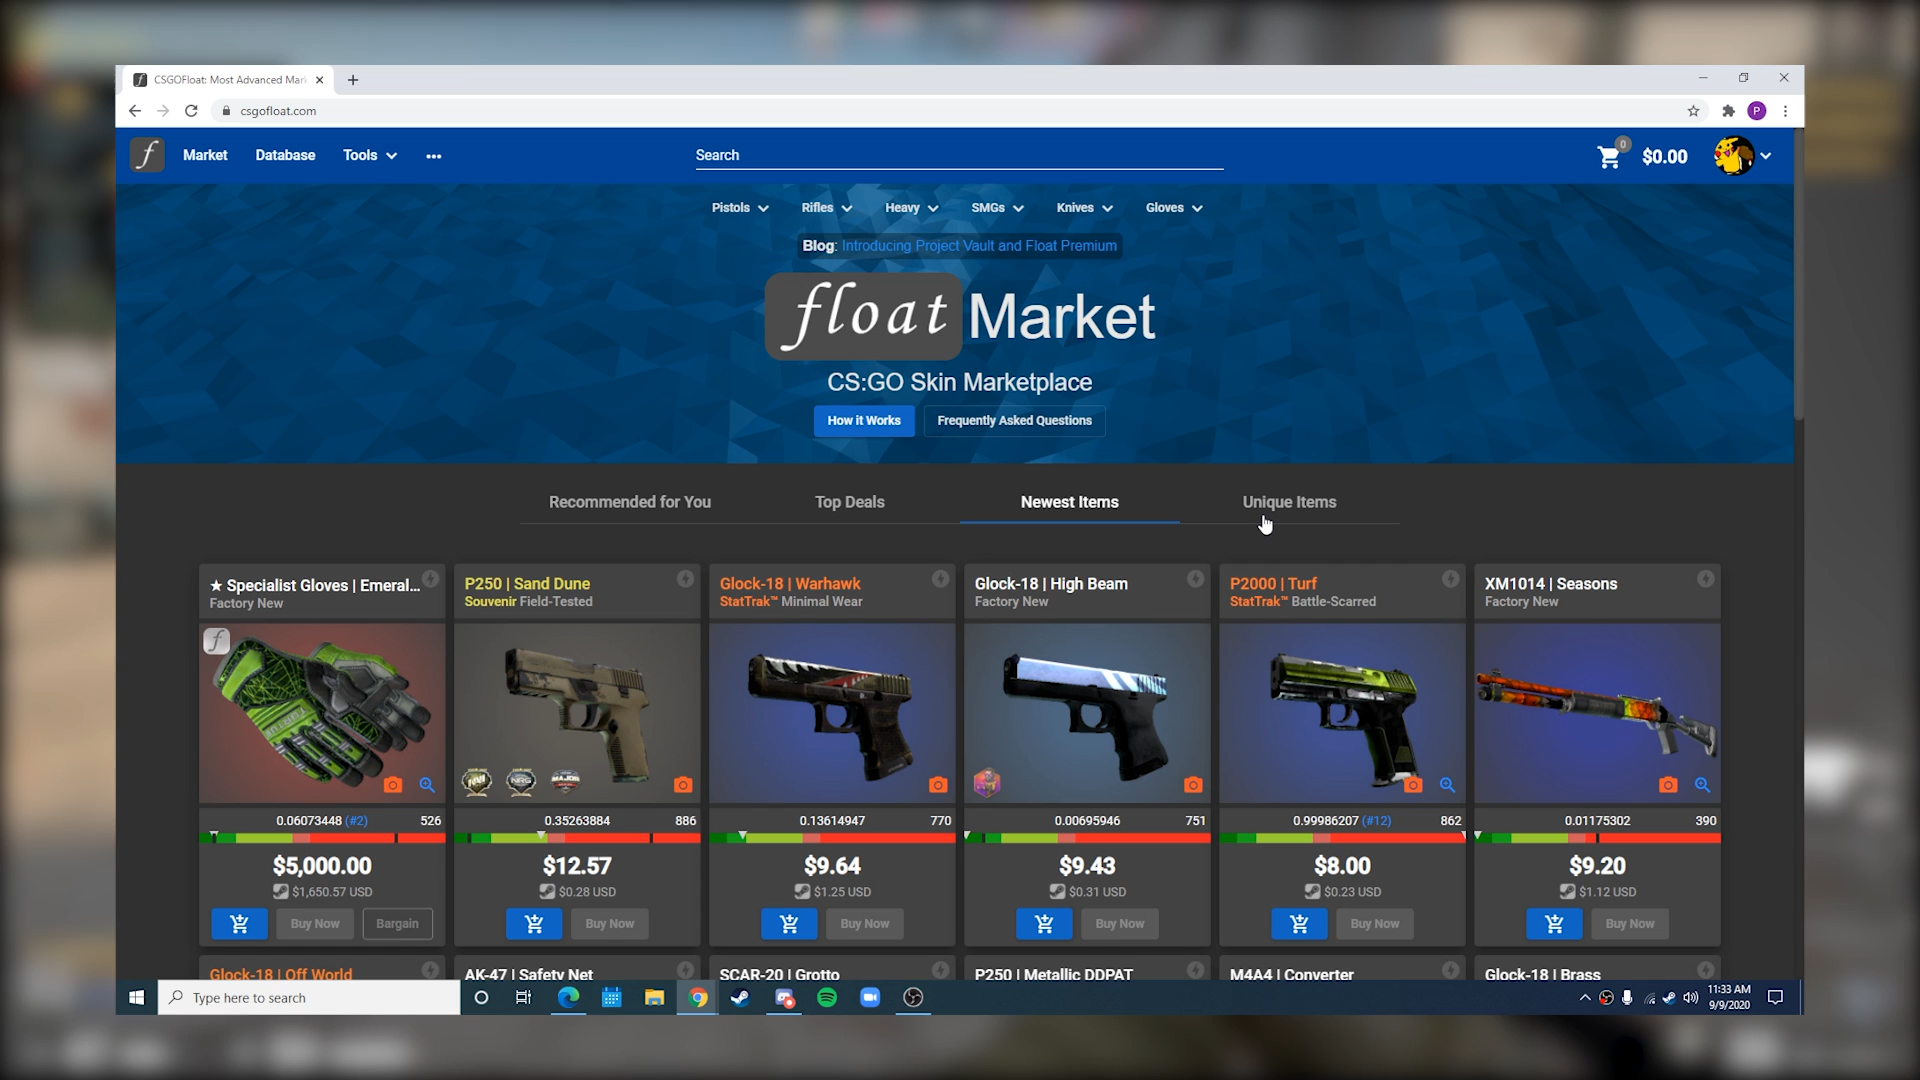 CSGOFloat: Most Advanced Mar
csgofloat.com
P
f Market Database Tools ••• Search 0 $0.00
Pistols Rifles Heavy SMGs Knives Gloves
Blog: Introducing Project Vault and Float Premium
float Market
CS:GO Skin Marketplace
How it Works Frequently Asked Questions
Recommended for You Top Deals Newest Items Unique Items
★ Specialist Gloves | Emeral...
Factory New
0.06073448 (#2) 526
$5,000.00
$1,650.57 USD
Buy Now Bargain
P250 | Sand Dune
Souvenir Field-Tested
0.35263884 886
$12.57
$0.28 USD
Buy Now
Glock-18 | Warhawk
StatTrak™ Minimal Wear
0.13614947 770
$9.64
$1.25 USD
Buy Now
Glock-18 | High Beam
Factory New
0.00695946 751
$9.43
$0.31 USD
Buy Now
P2000 | Turf
StatTrak™ Battle-Scarred
0.99986207 (#12) 862
$8.00
$0.23 USD
Buy Now
XM1014 | Seasons
Factory New
0.01175302 390
$9.20
$1.12 USD
Buy Now
Glock-18 | Off World AK-47 | Safety Net SCAR-20 | Grotto P250 | Metallic DDPAT M4A4 | Converter Glock-18 | Brass
Type here to search
11:33 AM
9/9/2020